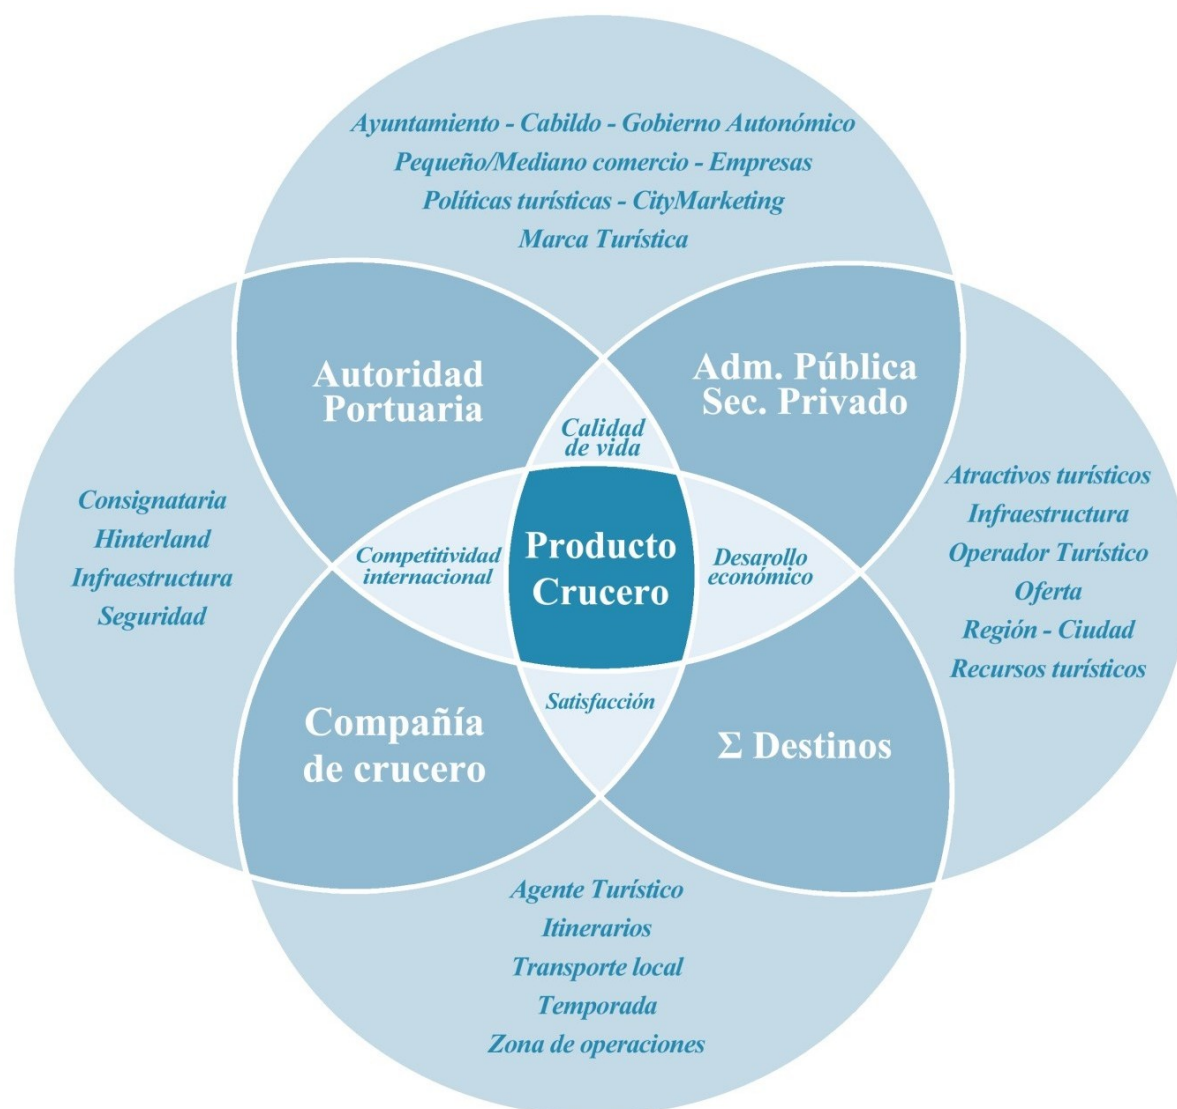 Ayuntamiento - Cabildo - Gobierno Autonómico
Pequeño/Mediano comercio - Empresas
Políticas turísticas - CityMarketing
Marca Turística
Autoridad
Portuaria
Adm. Pública
Sec. Privado
Calidad
de vida
Consignataria
Hinterland
Infraestructura
Seguridad
Competitividad
internacional
Producto
Crucero
Desarollo
económico
Atractivos turísticos
Infraestructura
Operador Turístico
Oferta
Región - Ciudad
Recursos turísticos
Satisfacción
Compañía
de crucero
Σ Destinos
Agente Turístico
Itinerarios
Transporte local
Temporada
Zona de operaciones